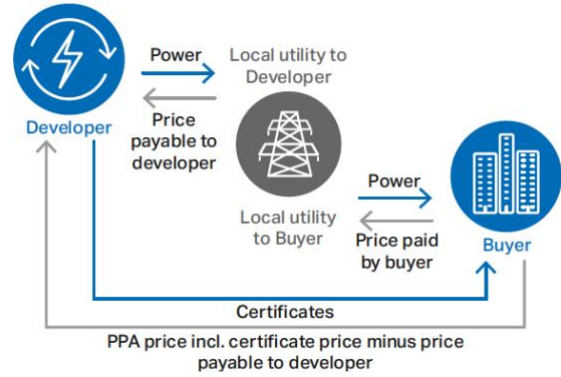 Power
Local utility to
Developer
Developer
Price
payable to
developer
Power
Local utility
to Buyer
Price paid
by buyer
Buyer
Certificates
PPA price incl. certificate price minus price
payable to developer